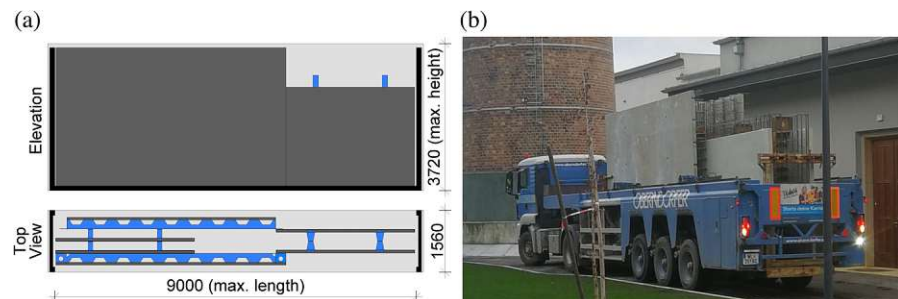 (a)
Elevation
3720 (max. height)
Top
View
1560
9000 (max. length)
(b)
OBERNDORFER